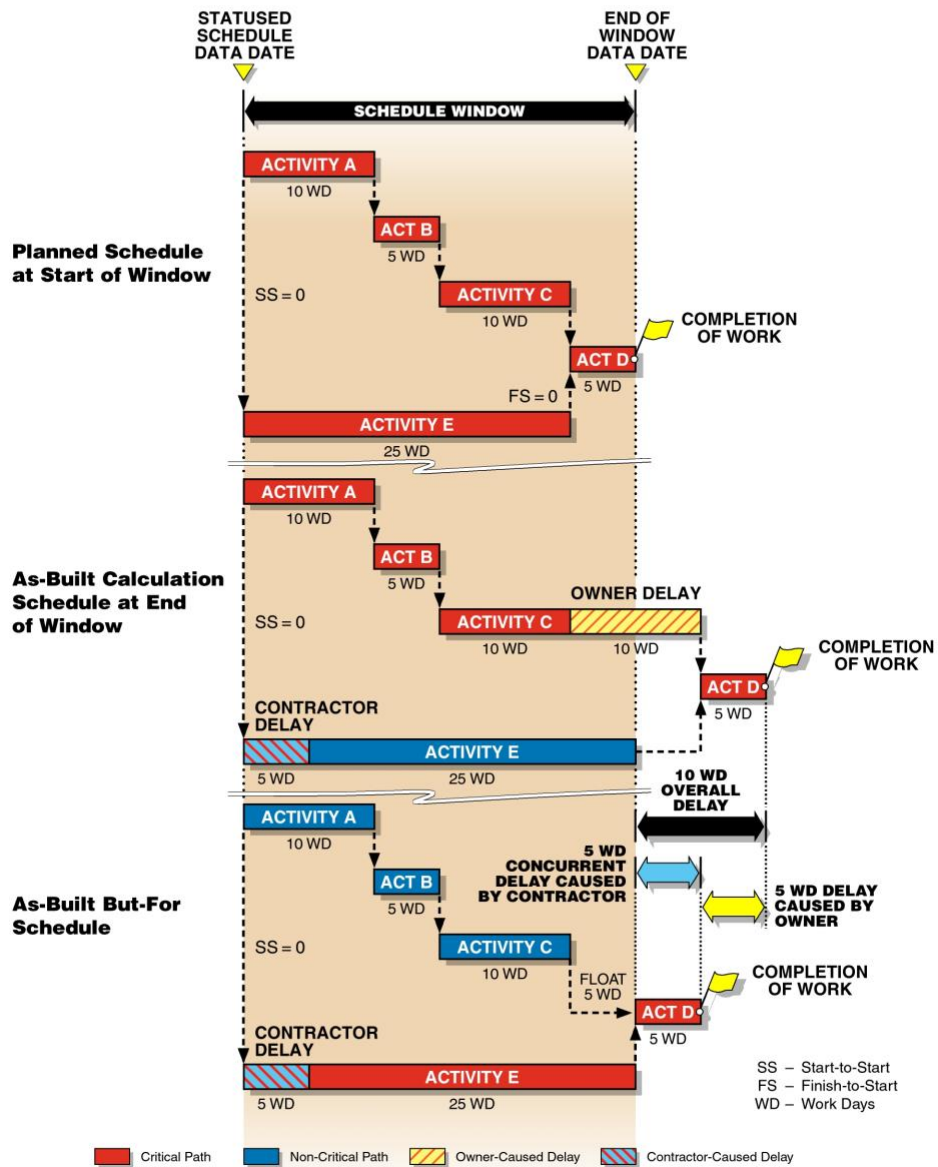 STATUSED
SCHEDULE
DATA DATE
END OF
WINDOW
DATA DATE
SCHEDULE WINDOW
Planned Schedule
at Start of Window
ACTIVITY A
10 WD
ACT B
5 WD
SS = 0
ACTIVITY C
10 WD
COMPLETION
OF WORK
ACT D
5 WD
FS = 0
ACTIVITY E
25 WD
As-Built Calculation
Schedule at End
of Window
ACTIVITY A
10 WD
ACT B
5 WD
OWNER DELAY
SS = 0
ACTIVITY C
10 WD
10 WD
COMPLETION
OF WORK
ACT D
5 WD
CONTRACTOR
DELAY
ACTIVITY E
5 WD
25 WD
10 WD
OVERALL
DELAY
As-Built But-For
Schedule
ACTIVITY A
10 WD
5 WD
CONCURRENT
DELAY CAUSED
BY CONTRACTOR
ACT B
5 WD
5 WD DELAY
CAUSED BY
OWNER
SS = 0
ACTIVITY C
10 WD
FLOAT
5 WD
COMPLETION
OF WORK
ACT D
5 WD
CONTRACTOR
DELAY
ACTIVITY E
5 WD
25 WD
SS – Start-to-Start
FS – Finish-to-Start
WD – Work Days
Critical Path
Non-Critical Path
Owner-Caused Delay
Contractor-Caused Delay